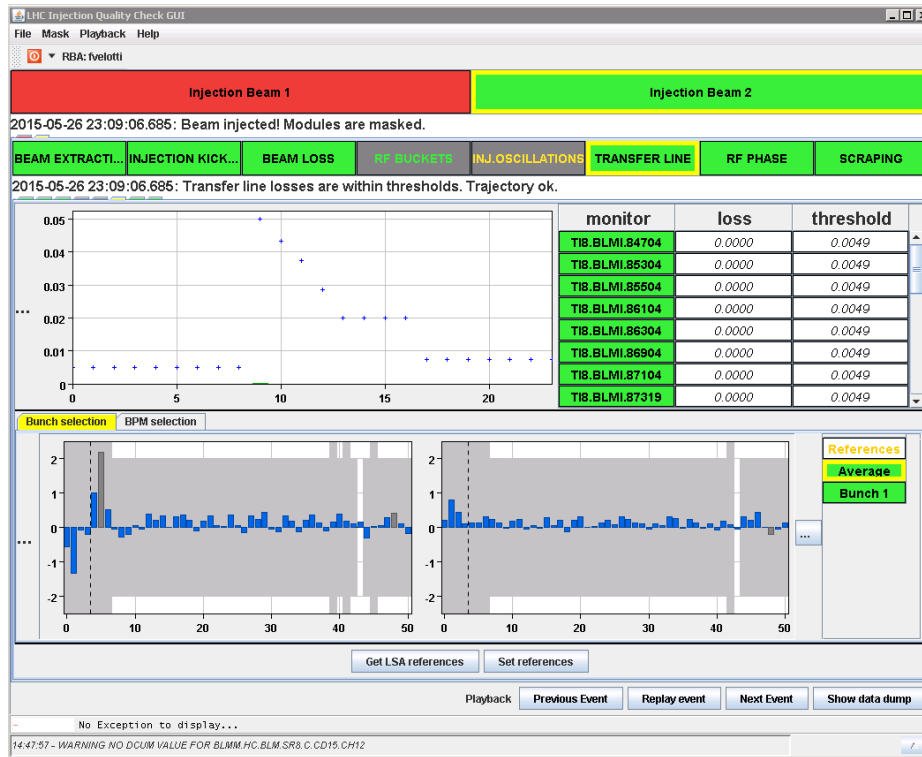 LHC Injection Quality Check GUI
File Mask Playback Help
RBA: fvelotti
Injection Beam 1 Injection Beam 2
2015-05-26 23:09:06.685: Beam injected! Modules are masked.
BEAM EXTRACTI... INJECTION KICK... BEAM LOSS RF BUCKETS INJ.OSCILLATIONS TRANSFER LINE RF PHASE SCRAPING
2015-05-26 23:09:06.685: Transfer line losses are within thresholds. Trajectory ok.
monitor loss threshold
TI8.BLMI.84704 0.0000 0.0049
TI8.BLMI.85304 0.0000 0.0049
TI8.BLMI.85504 0.0000 0.0049
TI8.BLMI.86104 0.0000 0.0049
TI8.BLMI.86304 0.0000 0.0049
TI8.BLMI.86904 0.0000 0.0049
TI8.BLMI.87104 0.0000 0.0049
TI8.BLMI.87319 0.0000 0.0049
0.05
0.04
0.03
0.02
0.01
0
0 5 10 15 20
...
Bunch selection BPM selection
2
1
0
-1
-2
0 10 20 30 40 50
2
1
0
-1
-2
0 10 20 30 40 50
...
...
References
Average
Bunch 1
Get LSA references Set references
Playback Previous Event Replay event Next Event Show data dump
No Exception to display...
14:47:57 - WARNING NO DCUM VALUE FOR BLMM.HC.BLM.SR8.C.CD15.CH12